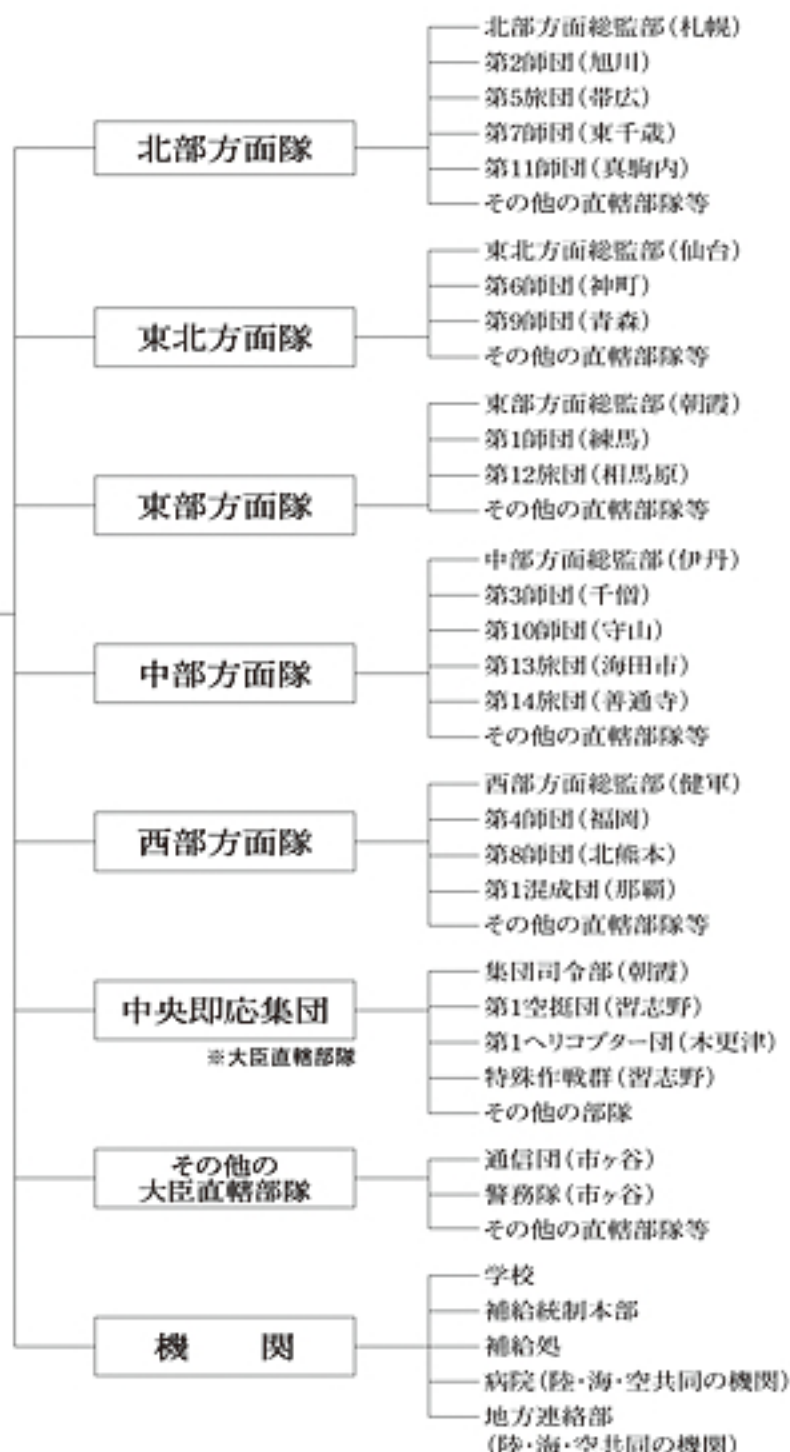 北部方面隊
北部方面総監部(札幌)
第2師団(旭川)
第5旅団(帯広)
第7師団(東千歳)
第11師団(真駒内)
その他の直轄部隊等
東北方面隊
東北方面総監部(仙台)
第6師団(神町)
第9師団(青森)
その他の直轄部隊等
東部方面隊
東部方面総監部(朝霞)
第1師団(練馬)
第12旅団(相馬原)
その他の直轄部隊等
中部方面隊
中部方面総監部(伊丹)
第3師団(千僧)
第10師団(守山)
第13旅団(海田市)
第14旅団(善通寺)
その他の直轄部隊等
西部方面隊
西部方面総監部(健軍)
第4師団(福岡)
第8師団(北熊本)
第1混成団(那覇)
その他の直轄部隊等
中央即応集団
※大臣直轄部隊
集団司令部(朝霞)
第1空挺団(習志野)
第1ヘリコプター団(木更津)
特殊作戦群(習志野)
その他の部隊
その他の
大臣直轄部隊
通信団(市ヶ谷)
警務隊(市ヶ谷)
その他の直轄部隊等
機　関
学校
補給統制本部
補給処
病院(陸・海・空共同の機関)
地方連絡部
(陸・海・空共同の機関)